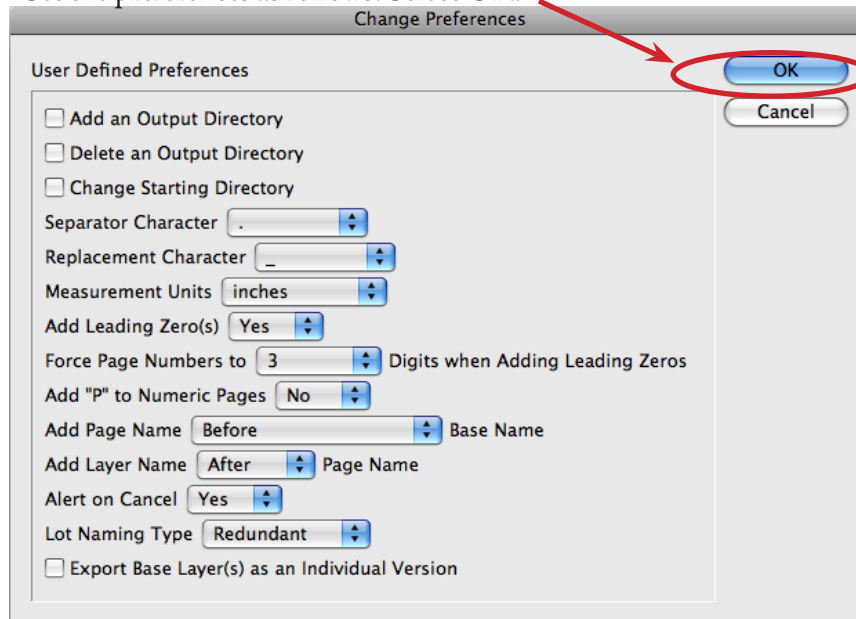 Change Preferences
User Defined Preferences
OK
Cancel
Add an Output Directory
Delete an Output Directory
Change Starting Directory
Separator Character .
Replacement Character _
Measurement Units inches
Add Leading Zero(s) Yes
Force Page Numbers to 3 Digits when Adding Leading Zeros
Add "P" to Numeric Pages No
Add Page Name Before Base Name
Add Layer Name After Page Name
Alert on Cancel Yes
Lot Naming Type Redundant
Export Base Layer(s) as an Individual Version